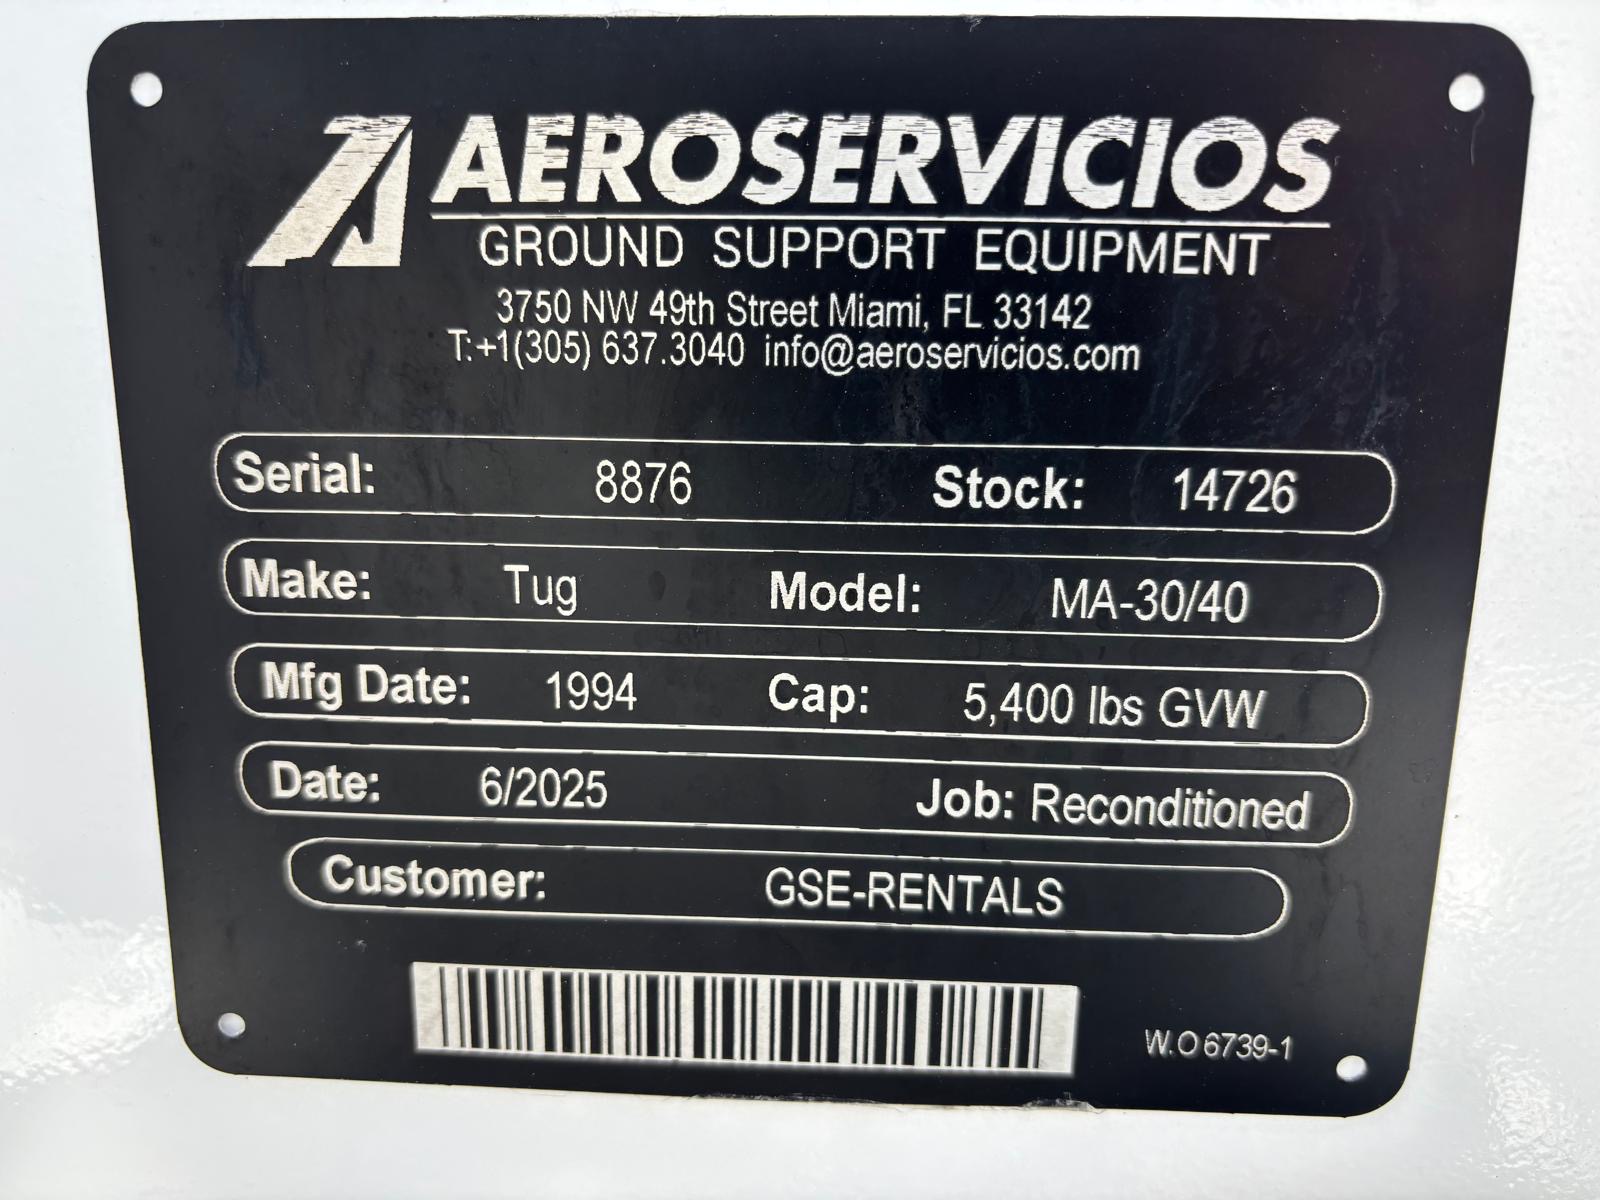 AEROSERVICIOS
GROUND SUPPORT EQUIPMENT
3750 NW 49th Street Miami, FL 33142
T:+1(305) 637.3040 info@aeroservicios.com
Serial: 8876 Stock: 14726
Make: Tug Model: MA-30/40
Mfg Date: 1994 Cap: 5,400 lbs GVW
Date: 6/2025 Job: Reconditioned
Customer: GSE-RENTALS
W.O 6739-1